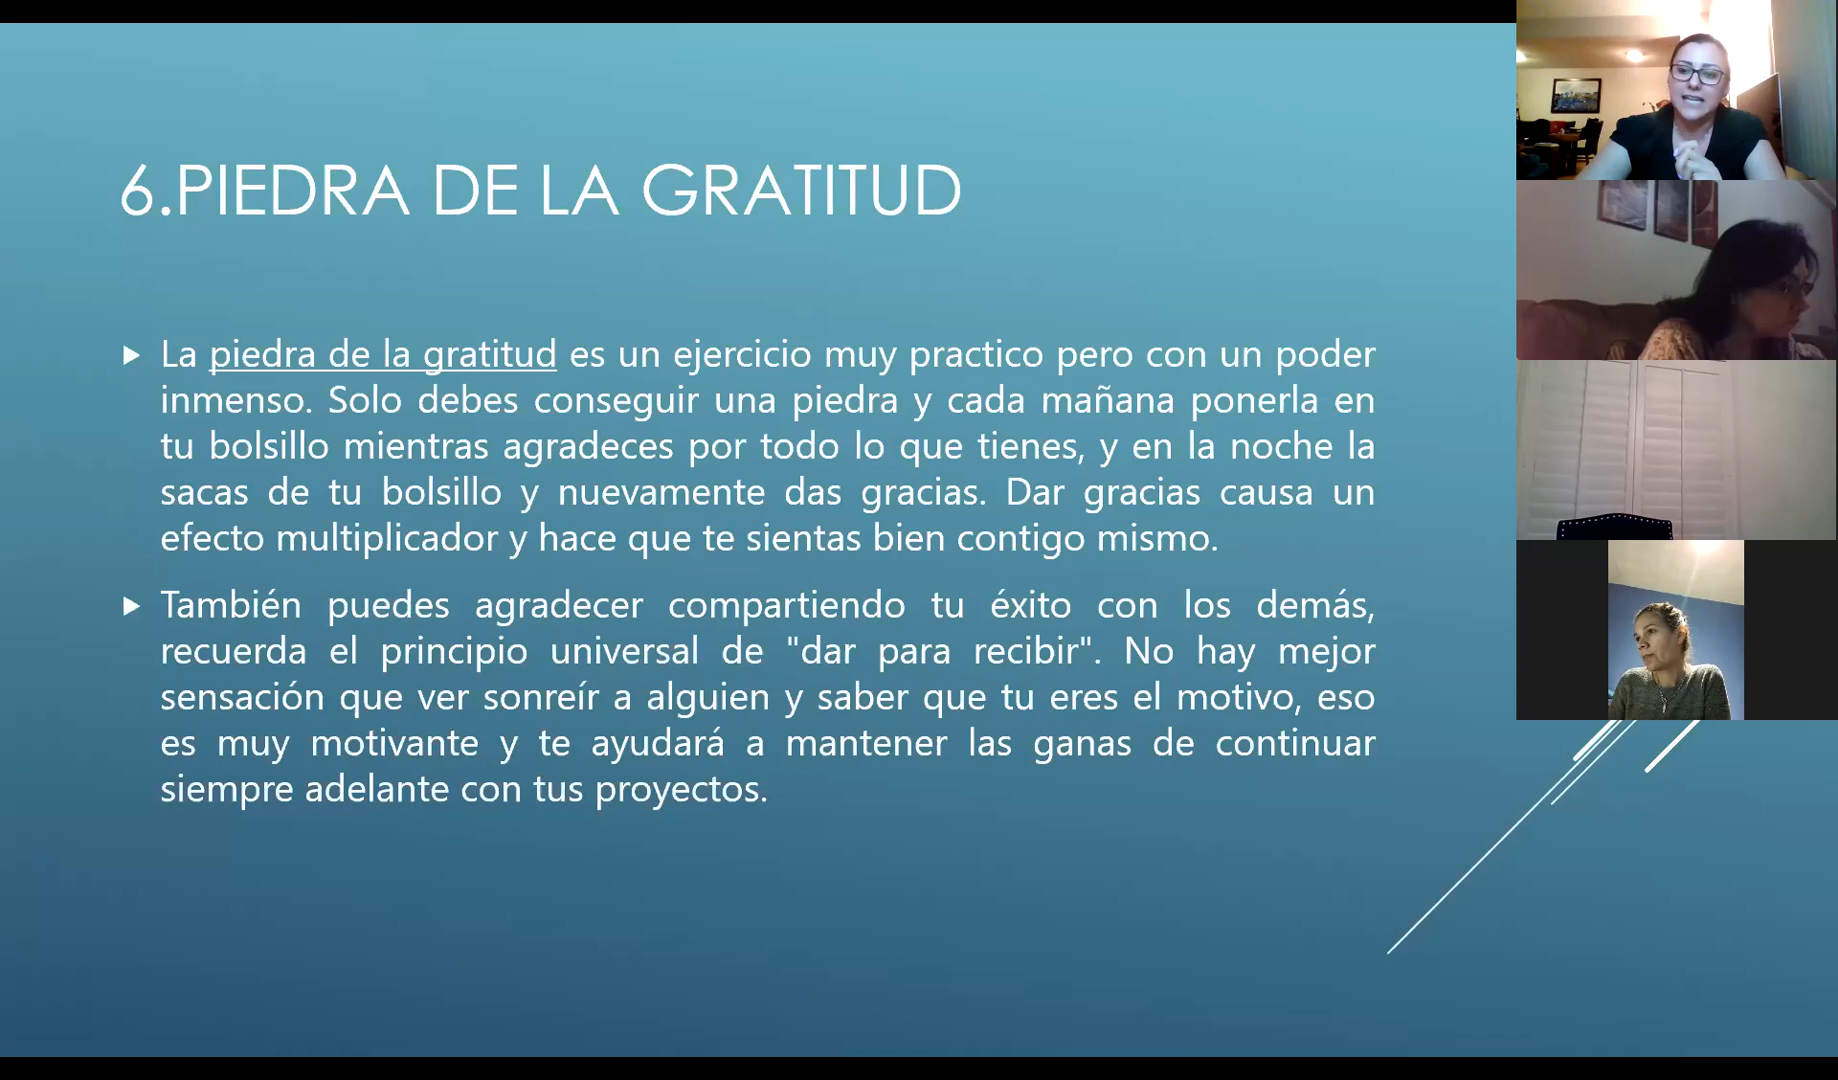 6.PIEDRA DE LA GRATITUD
La piedra de la gratitud es un ejercicio muy practico pero con un poder
inmenso. Solo debes conseguir una piedra y cada mañana ponerla en
tu bolsillo mientras agradeces por todo lo que tienes, y en la noche la
sacas de tu bolsillo y nuevamente das gracias. Dar gracias causa un
efecto multiplicador y hace que te sientas bien contigo mismo.
También puedes agradecer compartiendo tu éxito con los demás,
recuerda el principio universal de "dar para recibir". No hay mejor
sensación que ver sonreír a alguien y saber que tu eres el motivo, eso
es muy motivante y te ayudará a mantener las ganas de continuar
siempre adelante con tus proyectos.